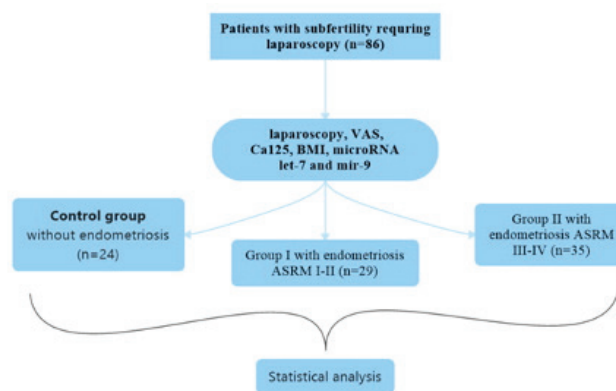 Patients with subfertility requring
laparoscopy (n=86)
laparoscopy, VAS,
Ca125, BMI, microRNA
let-7 and mir-9
Control group
without endometriosis
(n=24)
Group I with endometriosis
ASRM I-II (n=29)
Group II with
endometriosis ASRM
III-IV (n=35)
Statistical analysis